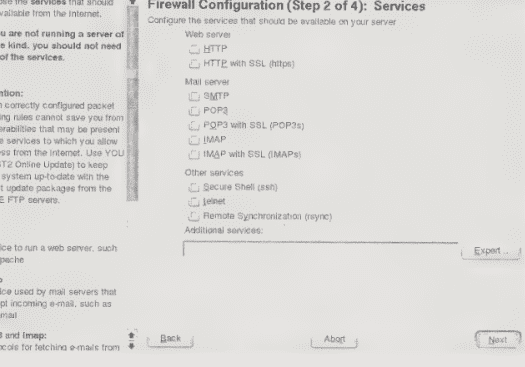 se the services that should
vailable from the Internet.
u are not running a server of
e kind, you should not need
of the services.
ntion:
correctly configured packet
ng rules cannot save you from
erabilities that may be present
e services to which you allow
ss from the Internet. Use YOU
ST2 Online Update) to keep
system up-to-date with the
t update packages from the
E FTP servers.
ice to run a web server, such
pache
ice used by mail servers that
pt incoming e-mail, such as
mail
and imap:
cols for fetching e-mails from
Firewall Configuration (Step 2 of 4): Services
Configure the services that should be available on your server
Web server
HTTP
HTTP with SSL (https)
Mail server
SMTP
POP3
POP3 with SSL (POP3s)
IMAP
IMAP with SSL (IMAPs)
Other services
Secure Shell (ssh)
telnet
Remote Synchronization (rsync)
Additional services:
Expert...
Back
Abort
Next